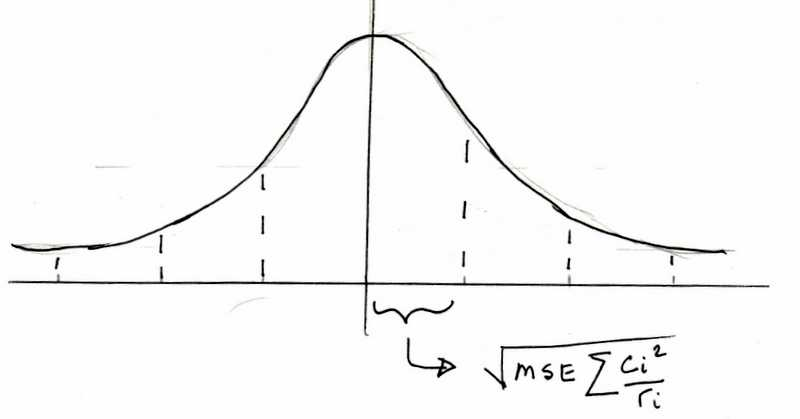 √MSE Σ ci²/ri